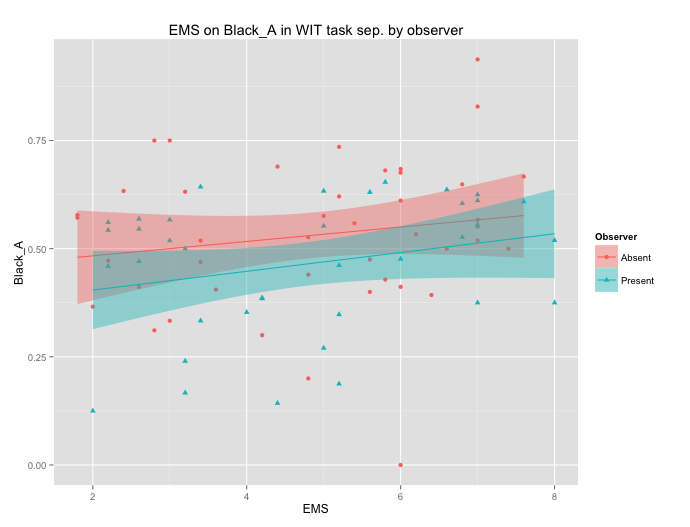 EMS on Black_A in WIT task sep. by observer
0.75
0.50
0.25
0.00
Black_A
2 4 6 8
EMS
Observer
Absent
Present